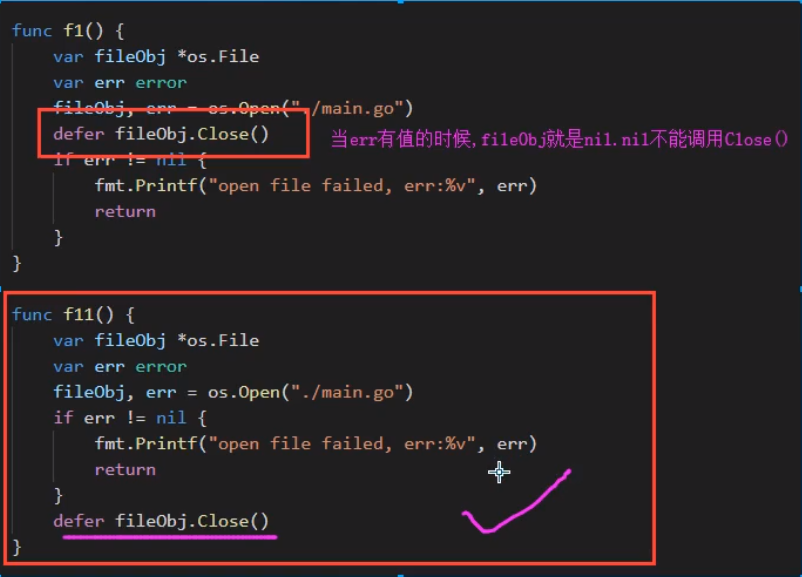 func f1() {
var fileObj *os.File
var err error
fileObj, err = os.Open("./main.go")
defer fileObj.Close()
当err有值的时候,fileObj就是nil.nil不能调用Close()
if err != nil {
fmt.Printf("open file failed, err:%v", err)
return
}
}
func f11() {
var fileObj *os.File
var err error
fileObj, err = os.Open("./main.go")
if err != nil {
fmt.Printf("open file failed, err:%v", err)
return
}
defer fileObj.Close()
}